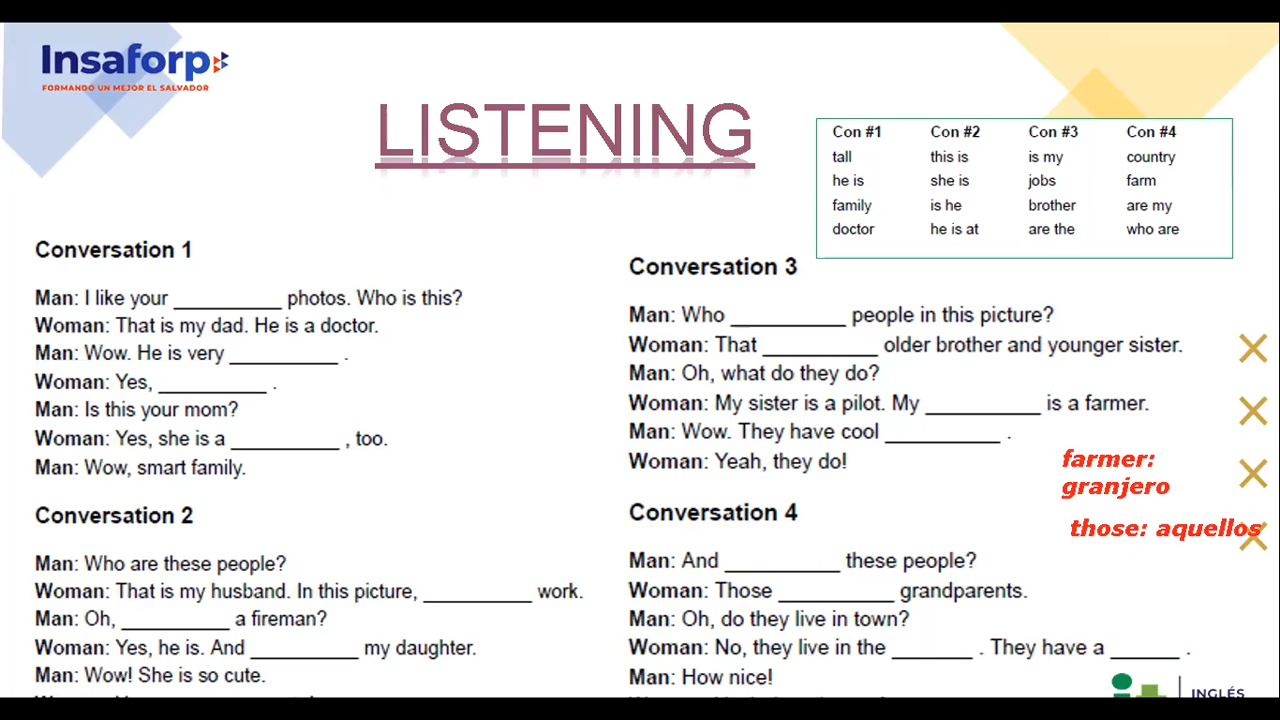 Insaforp
FORMANDO UN MEJOR EL SALVADOR
LISTENING
Con #1 Con #2 Con #3 Con #4
tall this is is my country
he is she is jobs farm
family is he brother are my
doctor he is at are the who are
Conversation 1
Man: I like your __________ photos. Who is this?
Woman: That is my dad. He is a doctor.
Man: Wow. He is very __________ .
Woman: Yes, __________ .
Man: Is this your mom?
Woman: Yes, she is a __________ , too.
Man: Wow, smart family.
Conversation 2
Man: Who are these people?
Woman: That is my husband. In this picture, __________ work.
Man: Oh, __________ a fireman?
Woman: Yes, he is. And __________ my daughter.
Man: Wow! She is so cute.
Conversation 3
Man: Who __________ people in this picture?
Woman: That __________ older brother and younger sister.
Man: Oh, what do they do?
Woman: My sister is a pilot. My __________ is a farmer.
Man: Wow. They have cool __________ .
Woman: Yeah, they do!
farmer:
granjero
those: aquellos
Conversation 4
Man: And __________ these people?
Woman: Those __________ grandparents.
Man: Oh, do they live in town?
Woman: No, they live in the _______ . They have a ______ .
Man: How nice!
INGLÉS